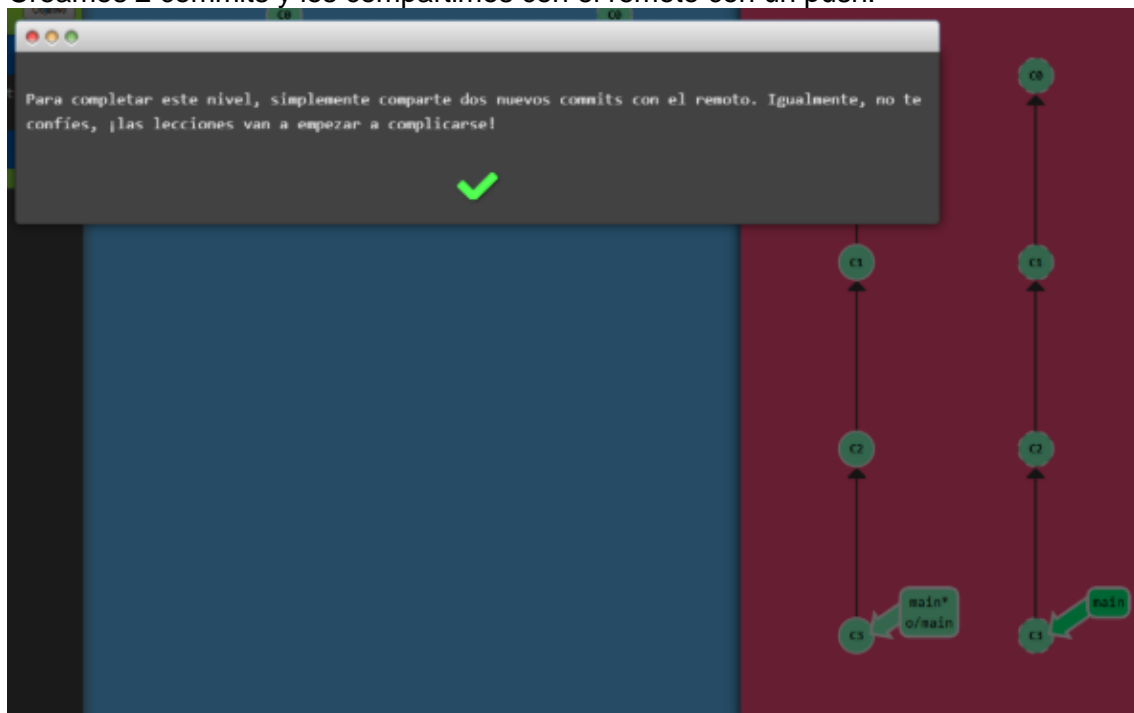 Creamos 2 commits y los compartimos con el remoto con un push.
C0 C0
Para completar este nivel, simplemente comparte dos nuevos commits con el remoto. Igualmente, no te
confíes, ¡las lecciones van a empezar a complicarse!
C0
C1 C1
C2 C2
main* main
o/main
C3 C3